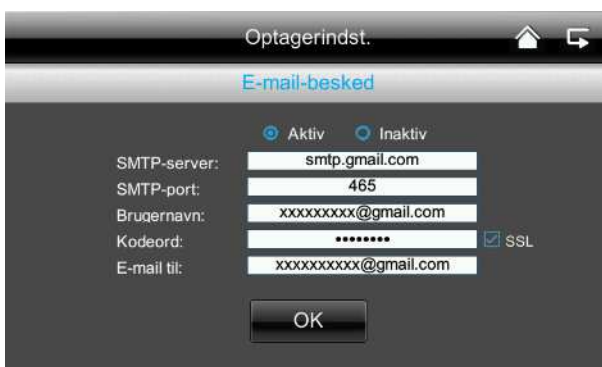 Optagerindst.
E-mail-besked
Aktiv Inaktiv
SMTP-server: smtp.gmail.com
SMTP-port: 465
Brugernavn: xxxxxxxxx@gmail.com
Kodeord: •••••••• SSL
E-mail til: xxxxxxxxxx@gmail.com
OK